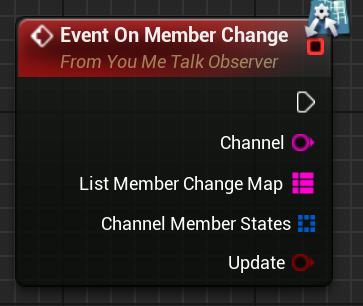 Event On Member Change
From You Me Talk Observer
Channel
List Member Change Map
Channel Member States
Update